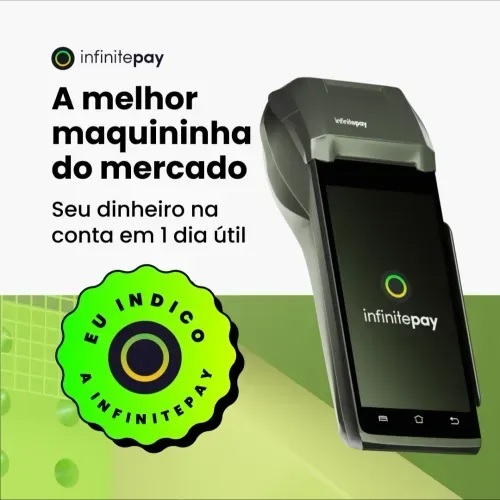 infinitepay
A melhor
maquininha
do mercado
Seu dinheiro na
conta em 1 dia útil
EU INDICO
A INFINITEPAY
infinitepay
infinitepay